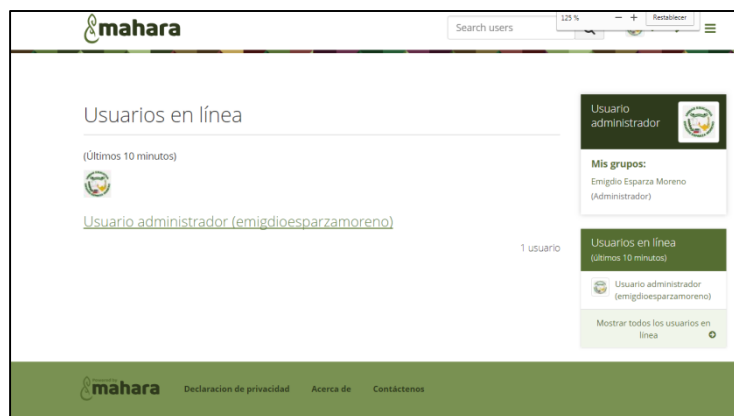 mahara
Search users
125 %
Restablecer
Usuarios en línea
(Últimos 10 minutos)
Usuario administrador (emigdioesparzamoreno)
1 usuario
Usuario
administrador
Mis grupos:
Emigdio Esparza Moreno
(Administrador)
Usuarios en línea
(últimos 10 minutos)
Usuario administrador
(emigdioesparzamoreno)
Mostrar todos los usuarios en
línea
mahara
Declaracion de privacidad
Acerca de
Contáctenos